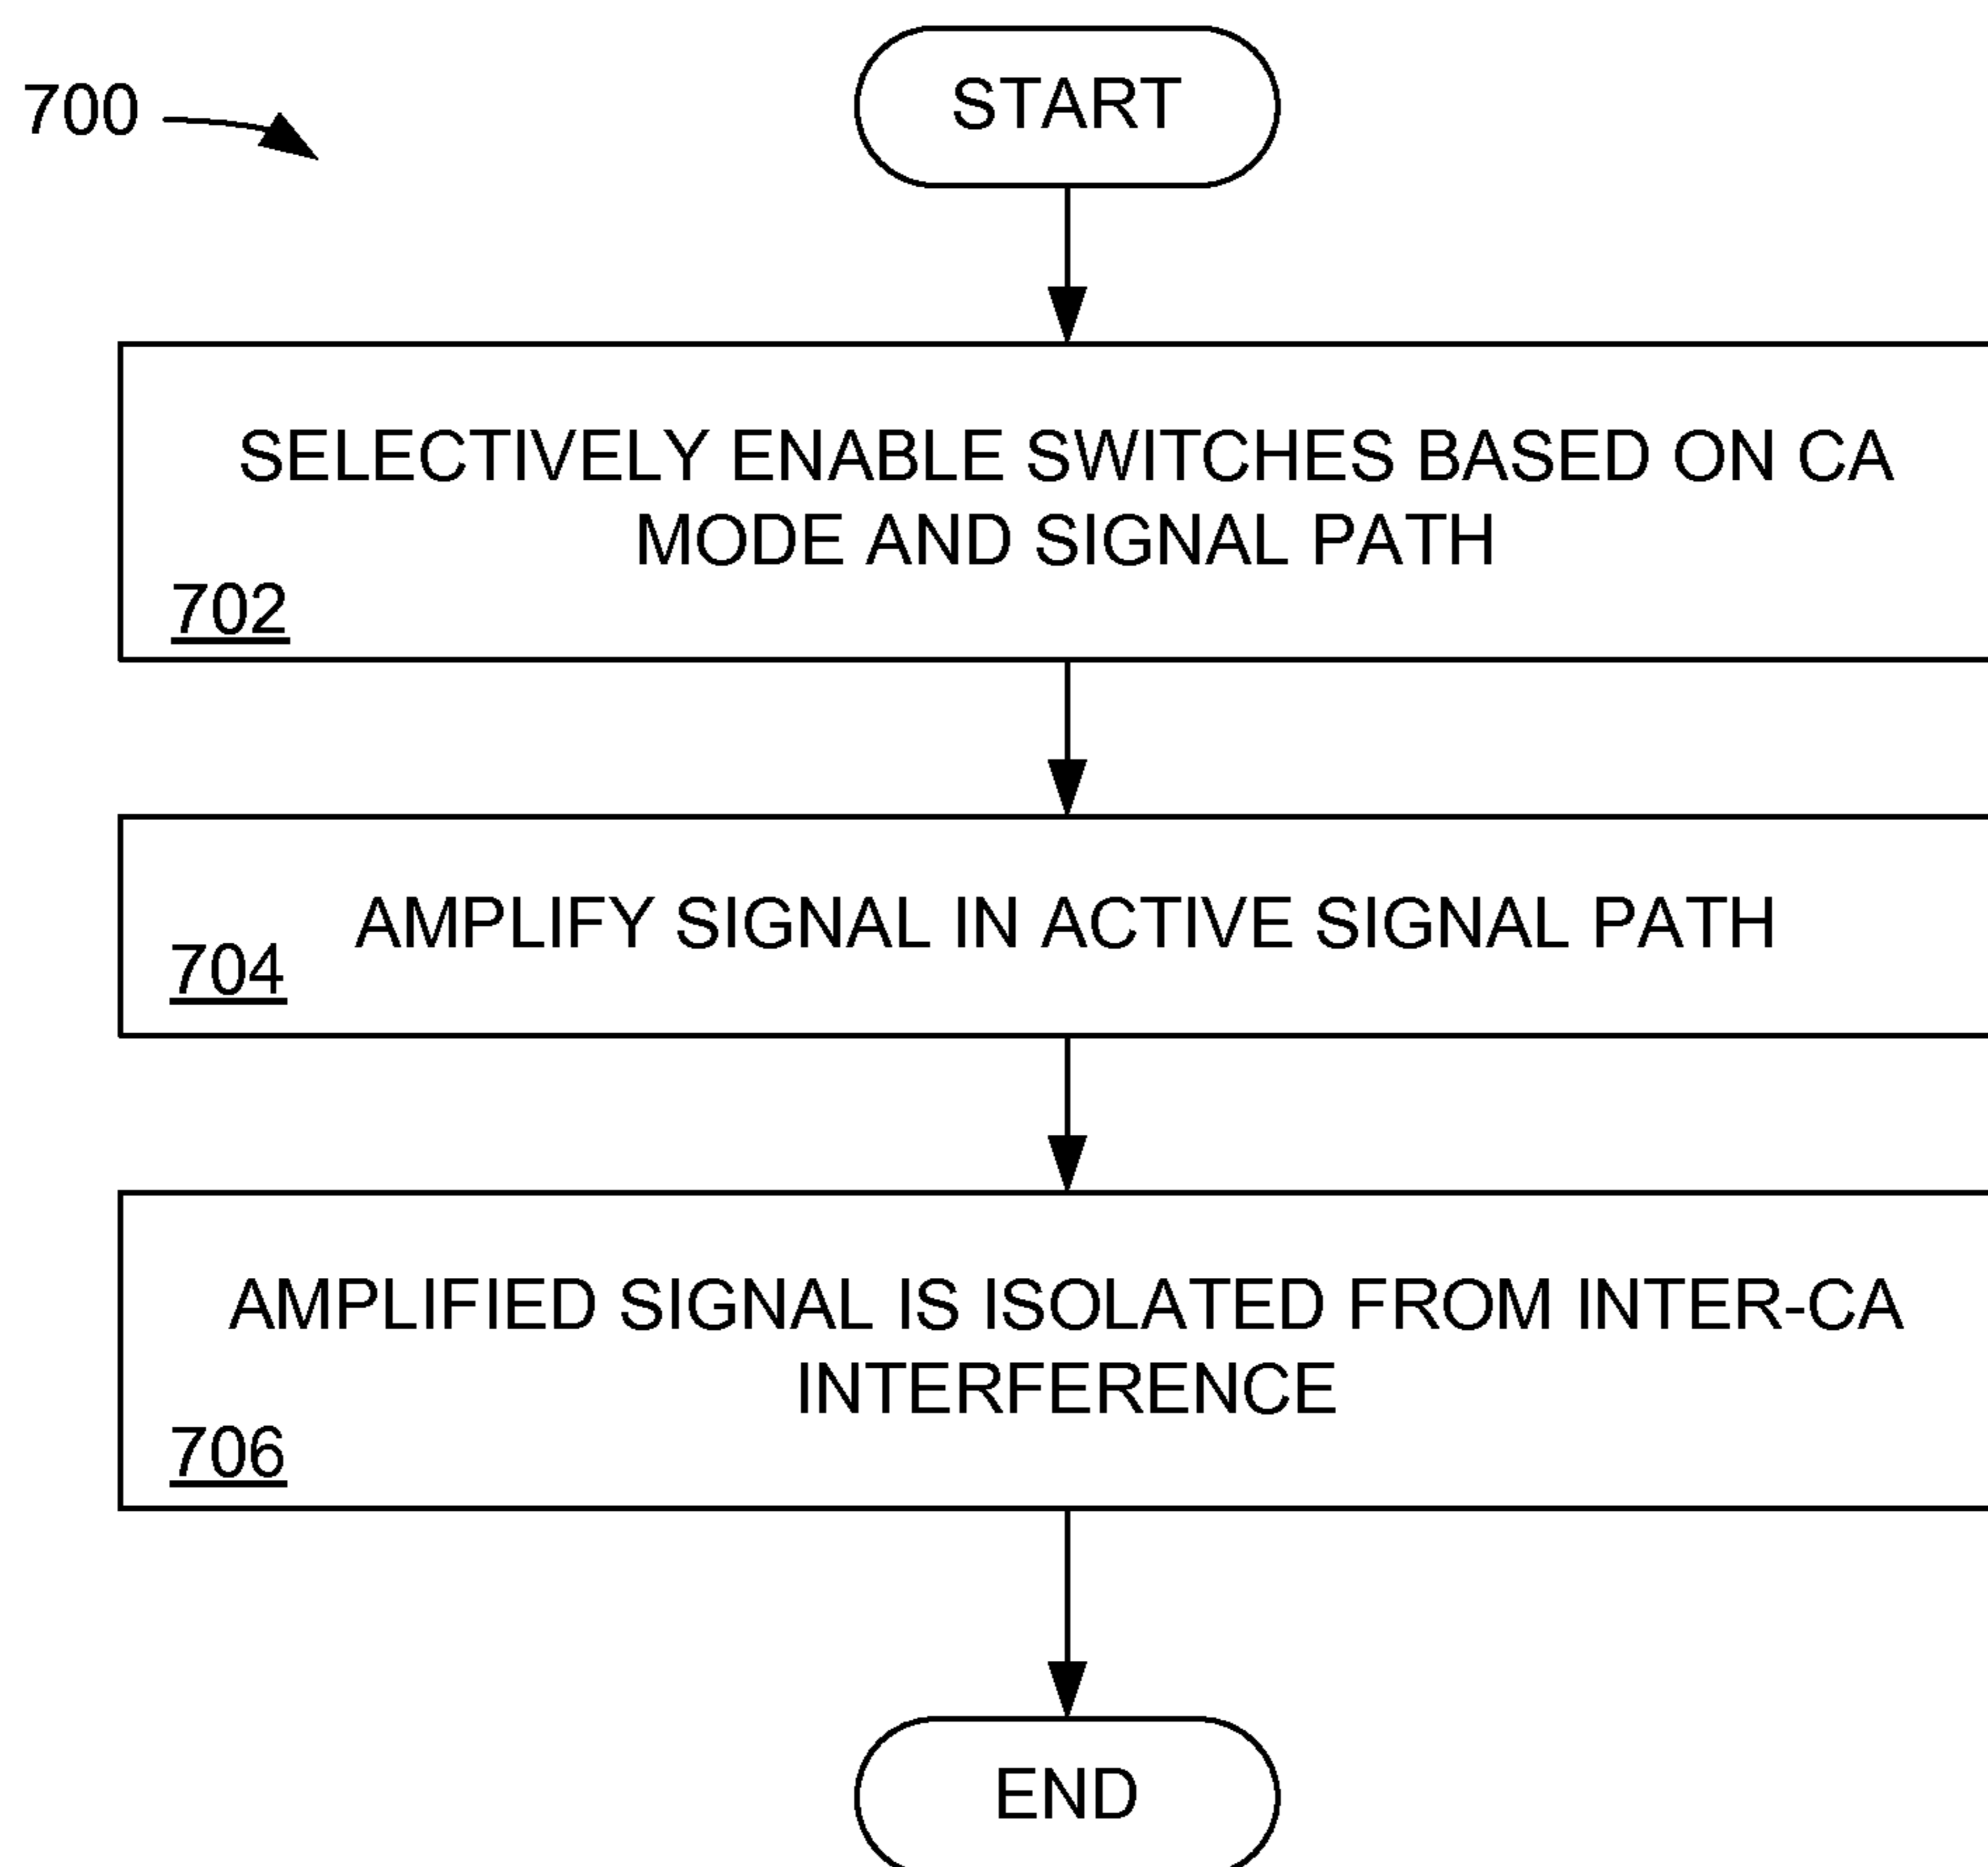 700
START
SELECTIVELY ENABLE SWITCHES BASED ON CA
MODE AND SIGNAL PATH
702
AMPLIFY SIGNAL IN ACTIVE SIGNAL PATH
704
AMPLIFIED SIGNAL IS ISOLATED FROM INTER-CA
INTERFERENCE
706
END